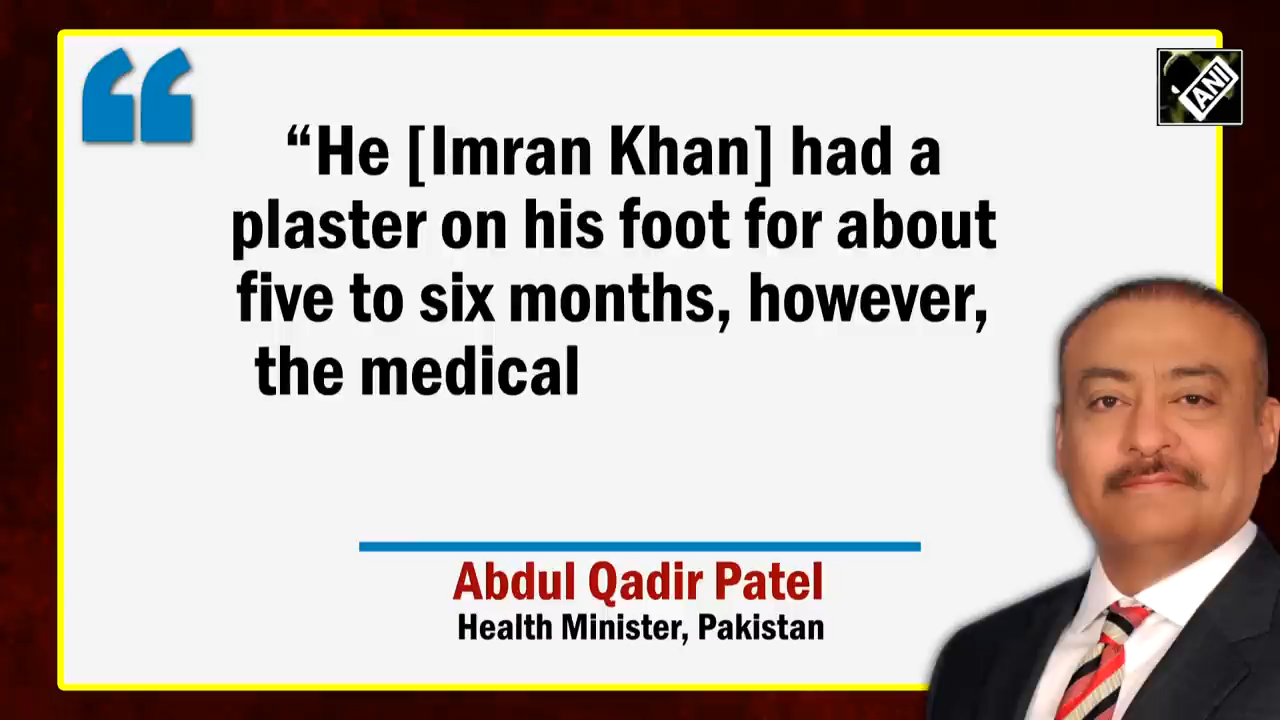 ANI
“He [Imran Khan] had a
plaster on his foot for about
five to six months, however,
the medical
Abdul Qadir Patel
Health Minister, Pakistan